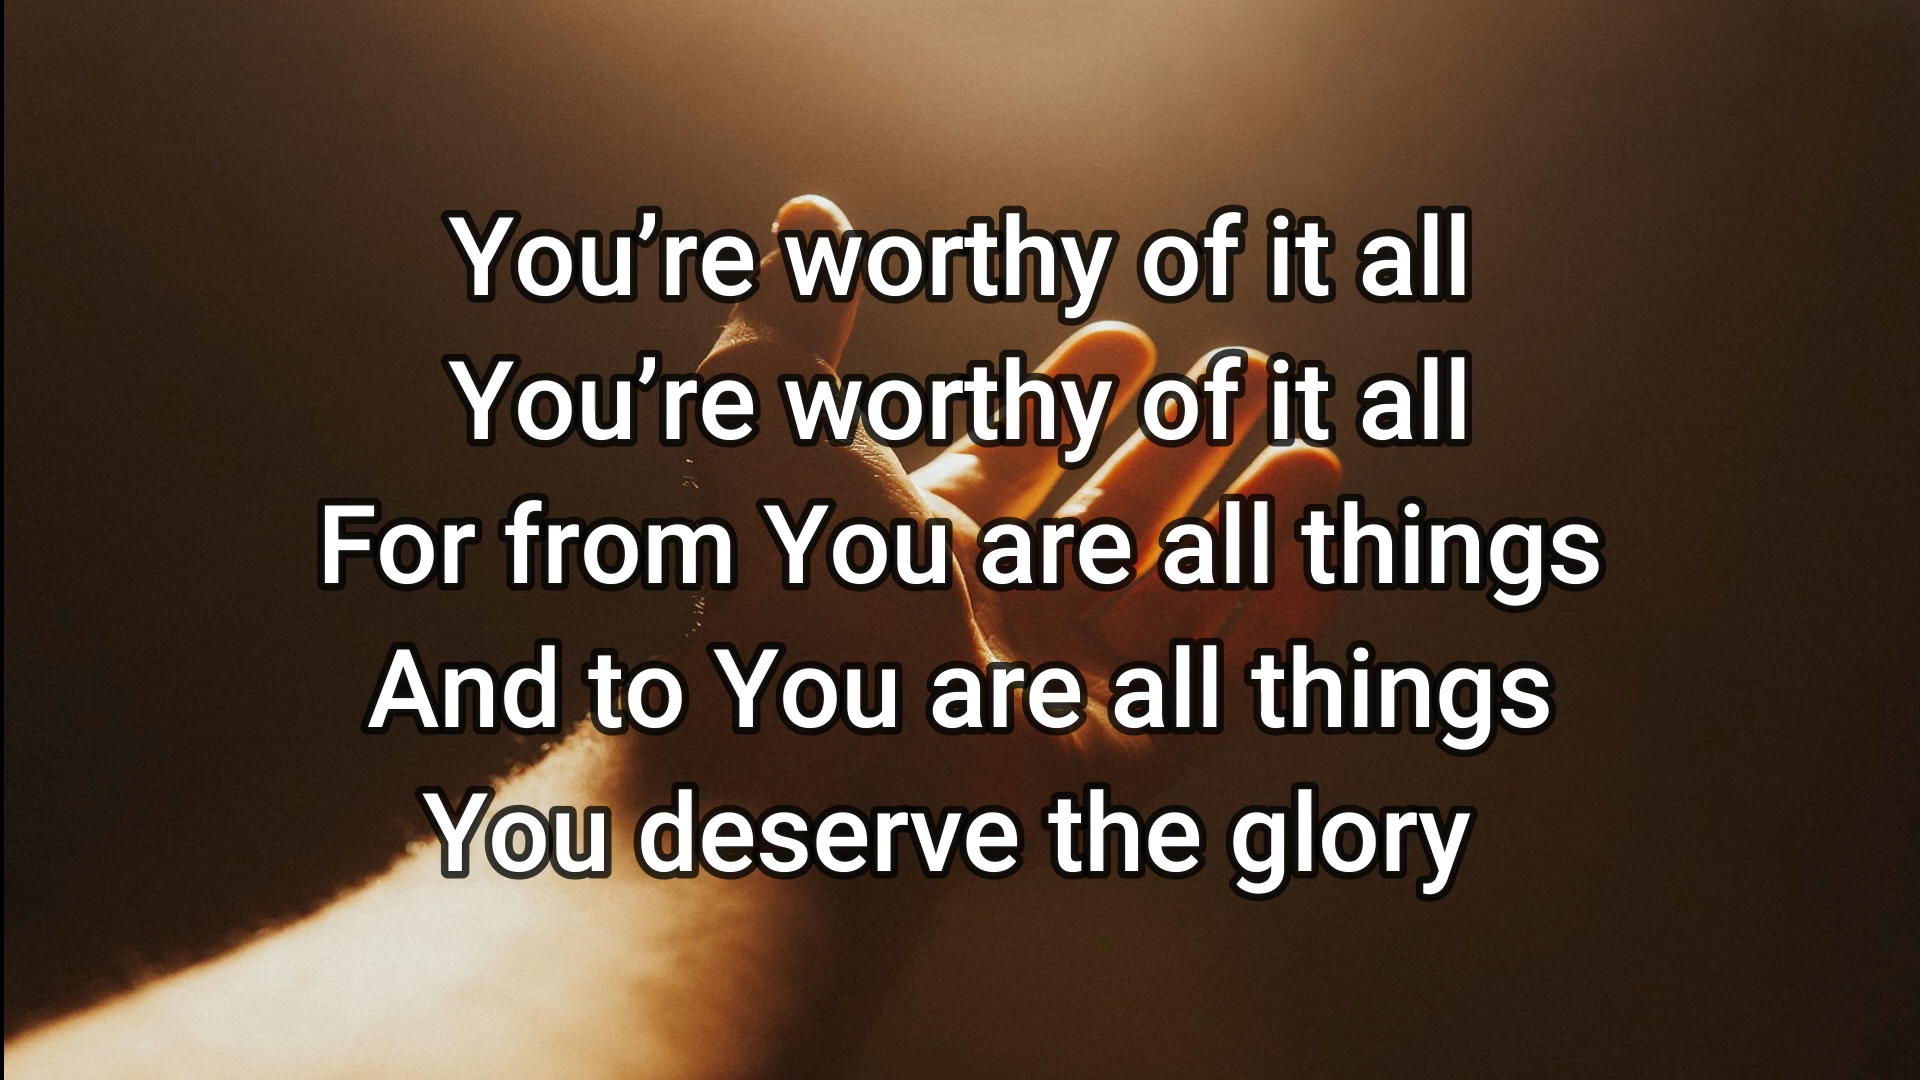 You’re worthy of it all
You’re worthy of it all
For from You are all things
And to You are all things
You deserve the glory